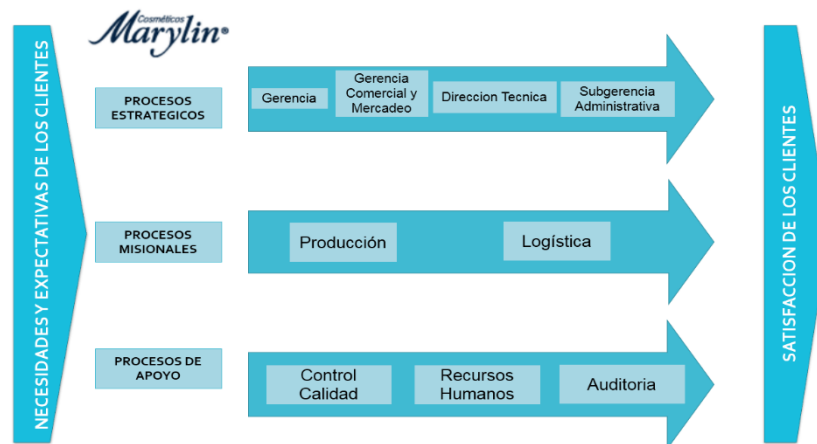 Cosméticos
Marylin®
NECESIDADES Y EXPECTATIVAS DE LOS CLIENTES
PROCESOS
ESTRATEGICOS
Gerencia
Gerencia
Comercial y
Mercadeo
Direccion Tecnica
Subgerencia
Administrativa
PROCESOS
MISIONALES
Producción
Logística
PROCESOS DE
APOYO
Control
Calidad
Recursos
Humanos
Auditoria
SATISFACCION DE LOS CLIENTES